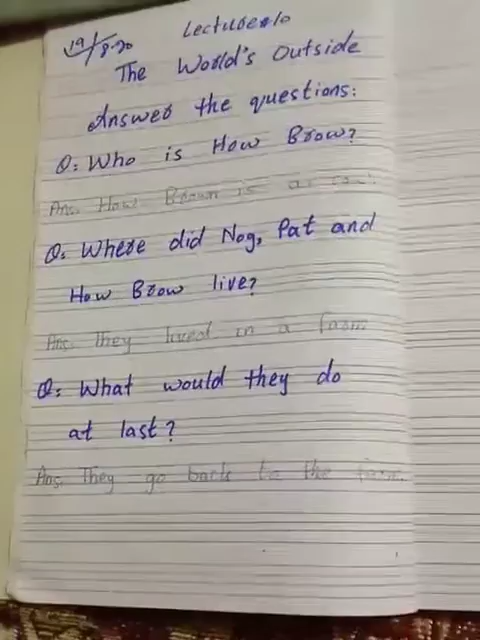 19/8-20 Lecture#10
The World's Outside
Answer the questions:
Q: Who is How Brow?
Ans. How Brown is a cow.
Q: Where did Nog, Pat and
How Brow live?
Ans. They lived in a farm
Q: What would they do
at last?
Ans. They go back to the farm.